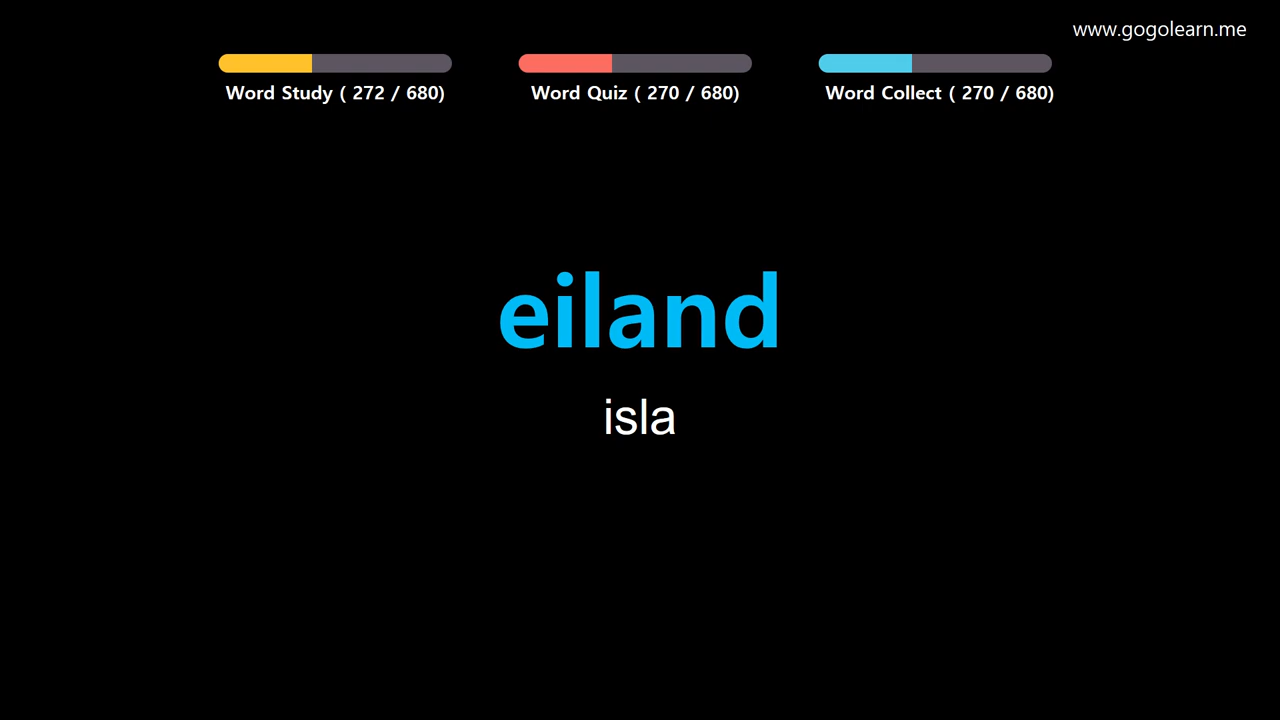 www.gogolearn.me
Word Study ( 272 / 680)
Word Quiz ( 270 / 680)
Word Collect ( 270 / 680)
eiland
isla